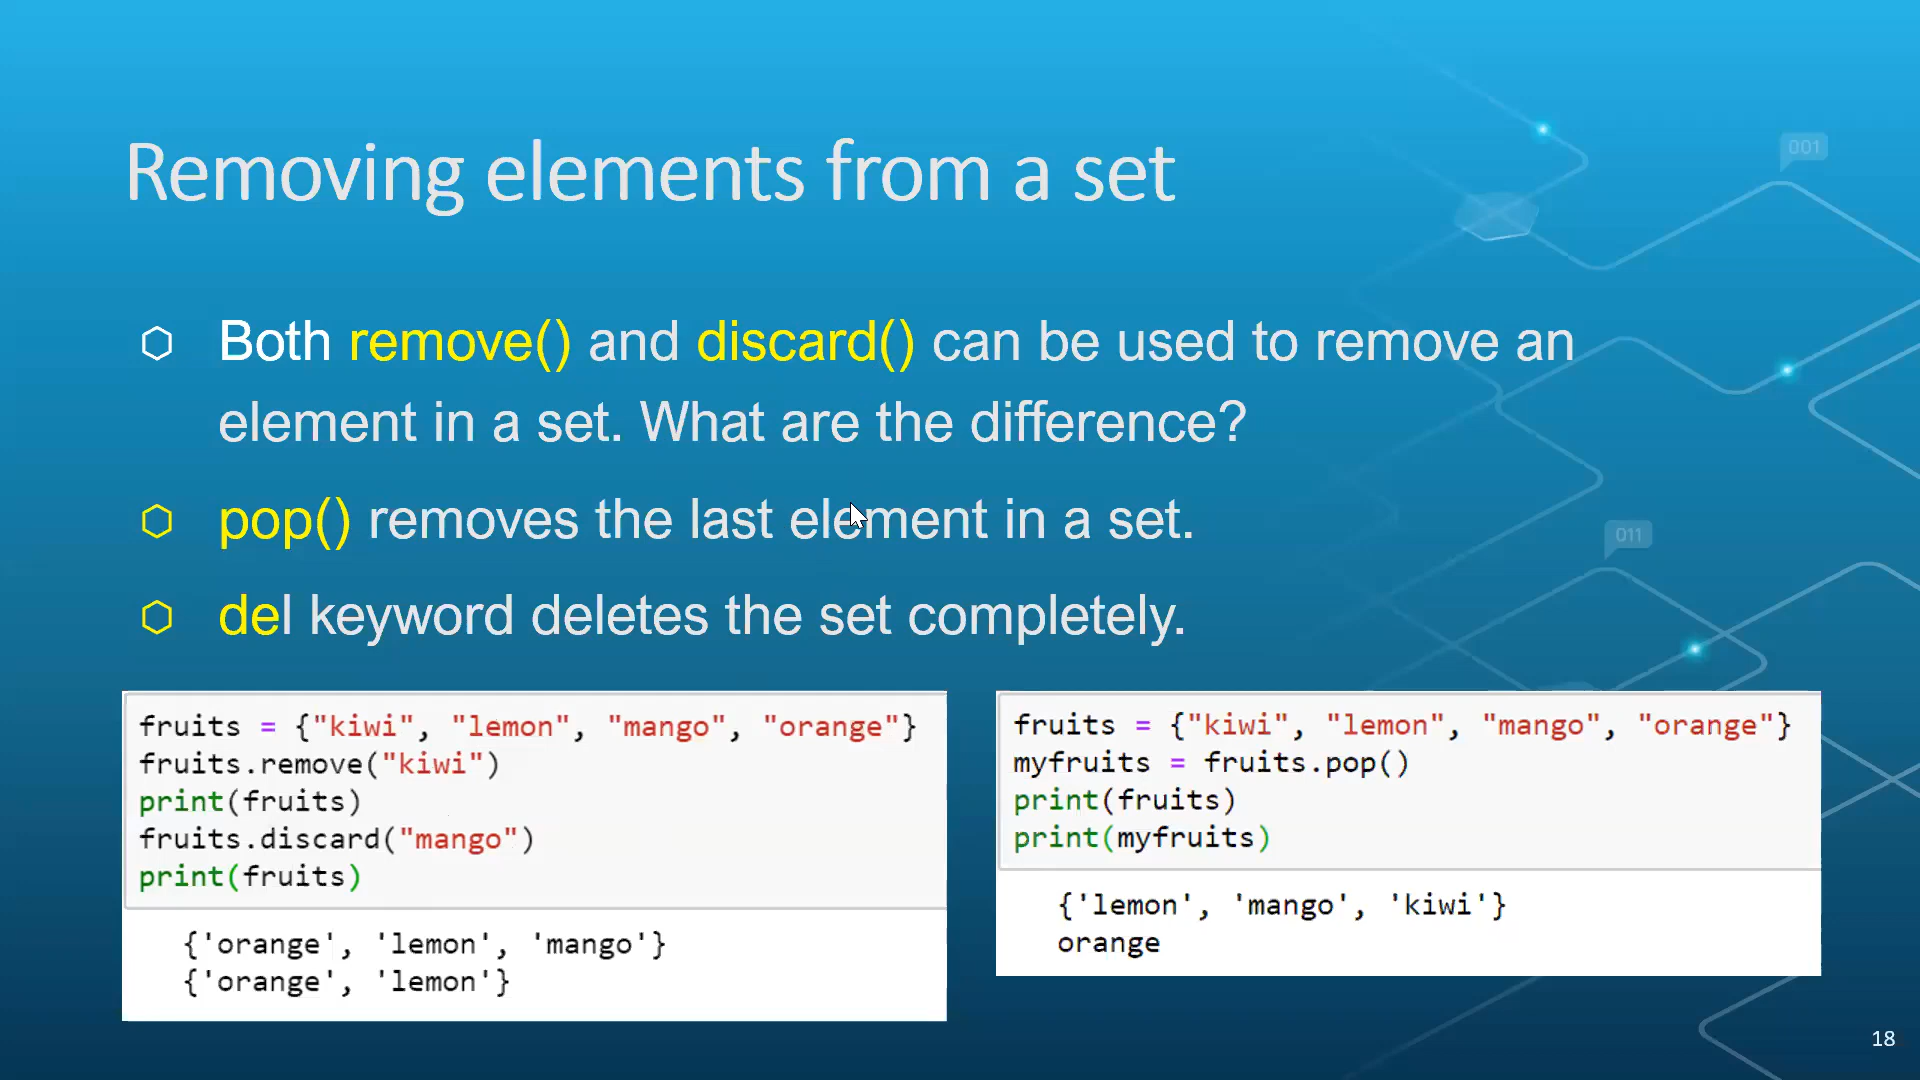 001
Removing elements from a set
Both remove() and discard() can be used to remove an
element in a set. What are the difference?
pop() removes the last element in a set.
011
del keyword deletes the set completely.
fruits = {"kiwi", "lemon", "mango", "orange"}
fruits.remove("kiwi")
print(fruits)
fruits.discard("mango")
print(fruits)
{'orange', 'lemon', 'mango'}
{'orange', 'lemon'}
fruits = {"kiwi", "lemon", "mango", "orange"}
myfruits = fruits.pop()
print(fruits)
print(myfruits)
{'lemon', 'mango', 'kiwi'}
orange
18